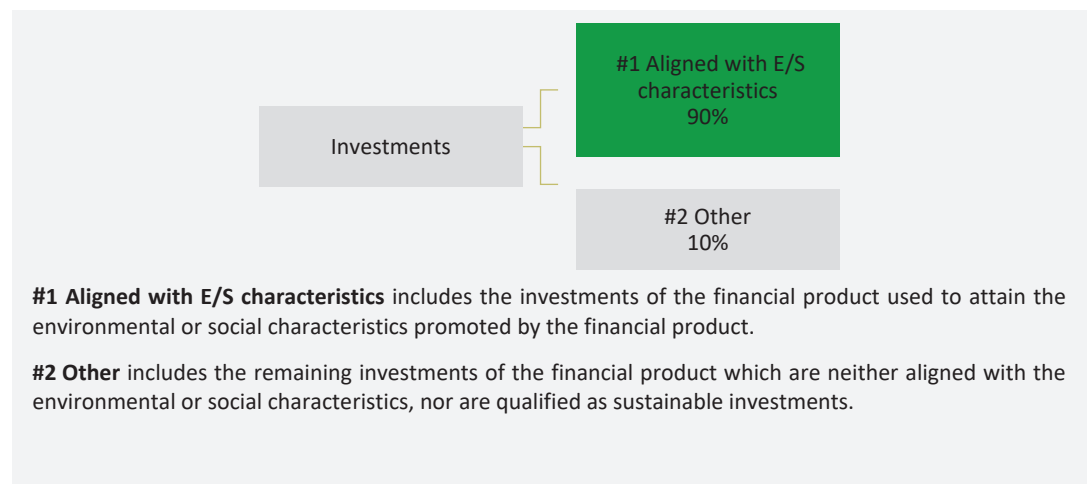 #1 Aligned with E/S
characteristics
90%
Investments
#2 Other
10%
#1 Aligned with E/S characteristics includes the investments of the financial product used to attain the
environmental or social characteristics promoted by the financial product.
#2 Other includes the remaining investments of the financial product which are neither aligned with the
environmental or social characteristics, nor are qualified as sustainable investments.